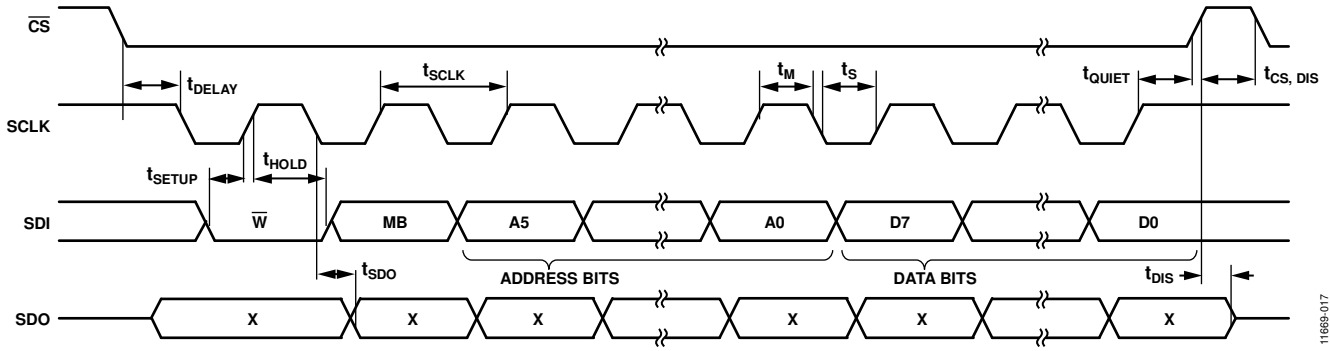 CS
tDELAY
tSCLK
tM
tS
tQUIET
tCS, DIS
SCLK
tSETUP
tHOLD
SDI
W
MB
A5
A0
D7
D0
tSDO
ADDRESS BITS
DATA BITS
tDIS
SDO
X
X
X
X
X
X
11669-017